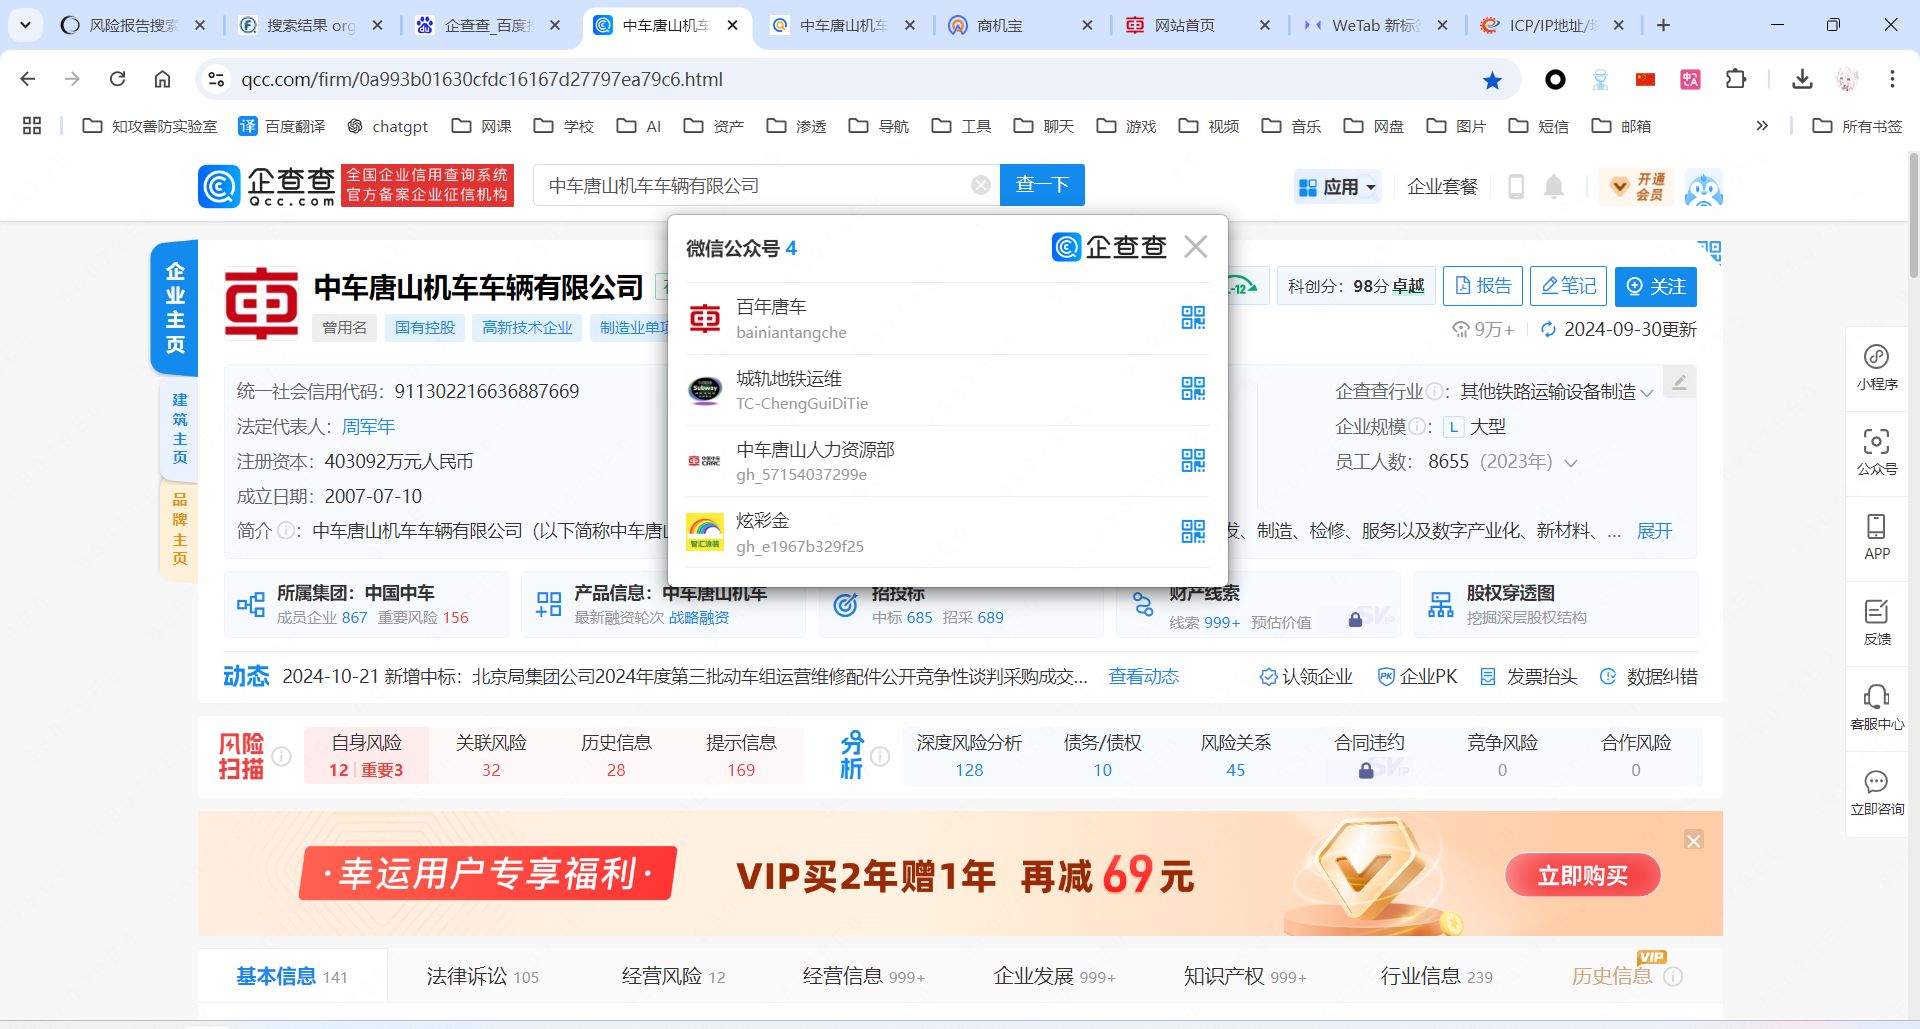 风险报告搜索
搜索结果 org
企查查_百度
中车唐山机车
中车唐山机车
商机宝
网站首页
WeTab 新标签
ICP/IP地址/
qcc.com/firm/0a993b01630cfdc16167d27797ea79c6.html
知攻善防实验室
译 百度翻译
chatgpt
网课
学校
AI
资产
渗透
导航
工具
聊天
游戏
视频
音乐
网盘
图片
短信
邮箱
所有书签
企查查
Qcc.com
全国企业信用查询系统
官方备案企业征信机构
中车唐山机车车辆有限公司
查一下
应用
企业套餐
开通
会员
企业主页
建筑主页
品牌主页
中车唐山机车车辆有限公司
曾用名
国有控股
高新技术企业
制造业单项
-12
科创分：98分 卓越
报告
笔记
关注
9万+
2024-09-30更新
统一社会信用代码：911302216636887669
法定代表人：周军年
注册资本：403092万元人民币
成立日期：2007-07-10
简介：中车唐山机车车辆有限公司（以下简称中车唐山
发、制造、检修、服务以及数字产业化、新材料、... 展开
企查查行业：其他铁路运输设备制造
企业规模：L 大型
员工人数：8655（2023年）
微信公众号 4
企查查
百年唐车
bainiantangche
城轨地铁运维
Subway
TC-ChengGuiDiTie
中车唐山人力资源部
中国中车
CRRC
gh_57154037299e
炫彩金
智汇涂装
gh_e1967b329f25
所属集团：中国中车
成员企业 867 重要风险 156
产品信息：中车唐山机车
最新融资轮次 战略融资
招投标
中标 685 招采 689
财产线索
线索 999+ 预估价值
SVIP
股权穿透图
挖掘深层股权结构
动态
2024-10-21 新增中标：北京局集团公司2024年度第三批动车组运营维修配件公开竞争性谈判采购成交...
查看动态
认领企业
PK 企业PK
发票抬头
数据纠错
风险
扫描
自身风险
12 重要3
关联风险
32
历史信息
28
提示信息
169
分
析
深度风险分析
128
债务/债权
10
风险关系
45
合同违约
SVIP
竞争风险
0
合作风险
0
·幸运用户专享福利·
VIP买2年赠1年 再减69元
立即购买
基本信息 141
法律诉讼 105
经营风险 12
经营信息 999+
企业发展 999+
知识产权 999+
行业信息 239
历史信息
VIP
小程序
公众号
APP
反馈
客服中心
立即咨询